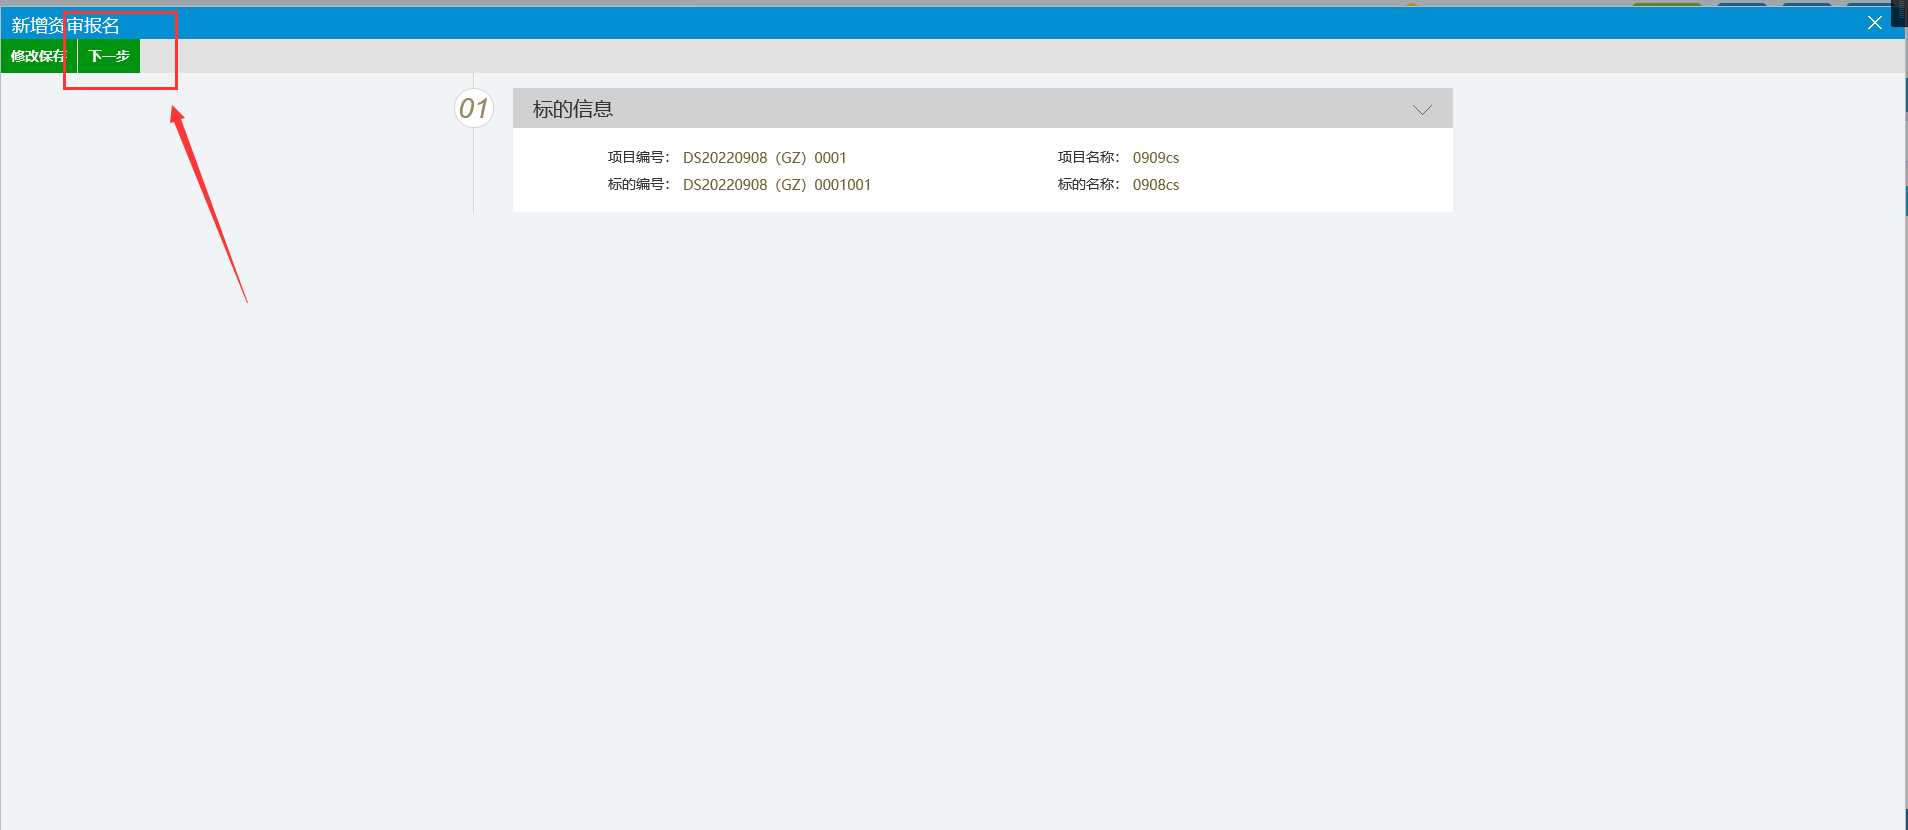 新增资审报名
修改保存 下一步
01 标的信息
项目编号： DS20220908（GZ）0001 项目名称： 0909cs
标的编号： DS20220908（GZ）0001001 标的名称： 0908cs